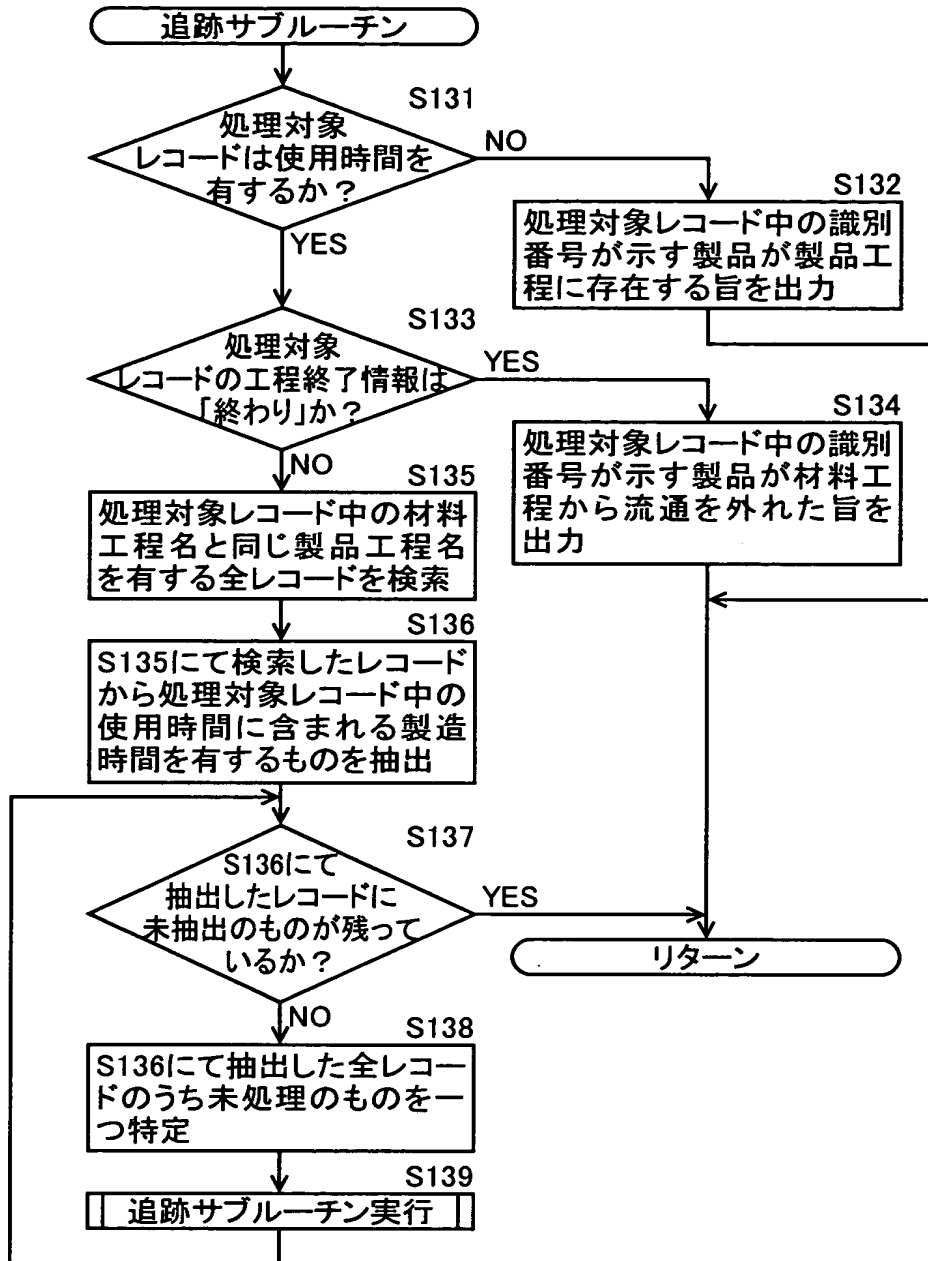 追跡サブルーチン
S131
処理対象
レコードは使用時間を
有するか？
NO
YES
S132
処理対象レコード中の識別
番号が示す製品が製品工
程に存在する旨を出力
S133
処理対象
レコードの工程終了情報は
「終わり」か？
YES
NO
S134
処理対象レコード中の識別
番号が示す製品が材料工
程から流通を外れた旨を
出力
S135
処理対象レコード中の材料
工程名と同じ製品工程名
を有する全レコードを検索
S136
S135にて検索したレコード
から処理対象レコード中の
使用時間に含まれる製造
時間を有するものを抽出
S137
S136にて
抽出したレコードに
未抽出のものが残って
いるか？
YES
リターン
NO
S138
S136にて抽出した全レコー
ドのうち未処理のものを一
つ特定
S139
追跡サブルーチン実行